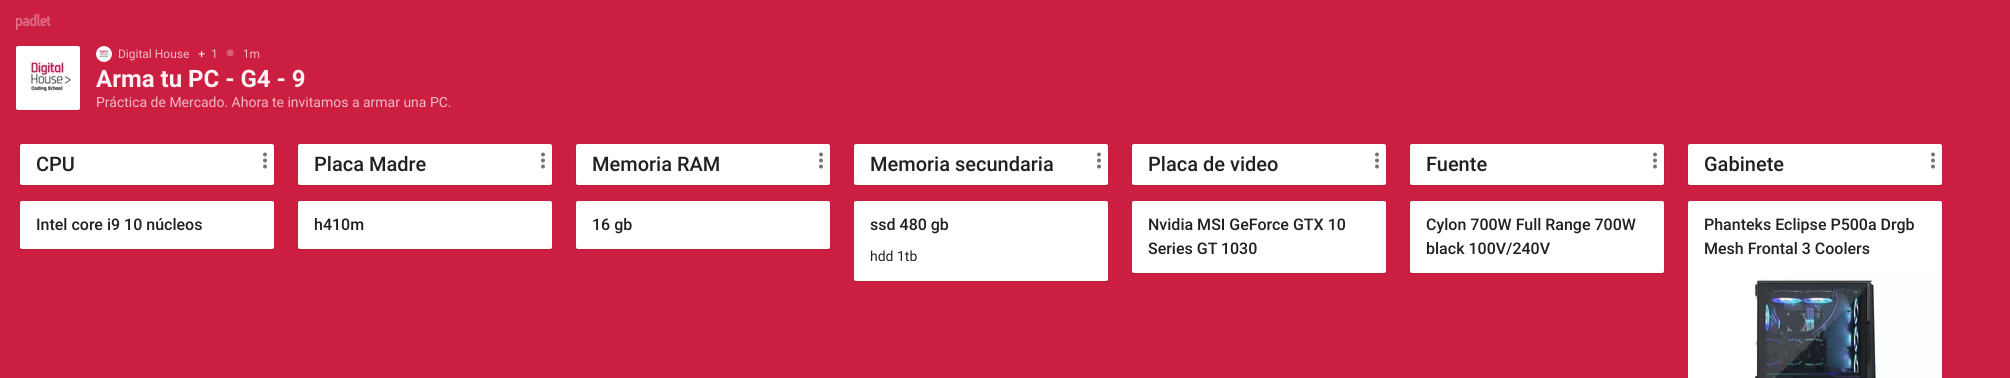 padlet
Digital House>
Coding School
Digital House + 1 1m
Arma tu PC - G4 - 9
Práctica de Mercado. Ahora te invitamos a armar una PC.
CPU
Intel core i9 10 núcleos
Placa Madre
h410m
Memoria RAM
16 gb
Memoria secundaria
ssd 480 gb
hdd 1tb
Placa de video
Nvidia MSI GeForce GTX 10
Series GT 1030
Fuente
Cylon 700W Full Range 700W
black 100V/240V
Gabinete
Phanteks Eclipse P500a Drgb
Mesh Frontal 3 Coolers